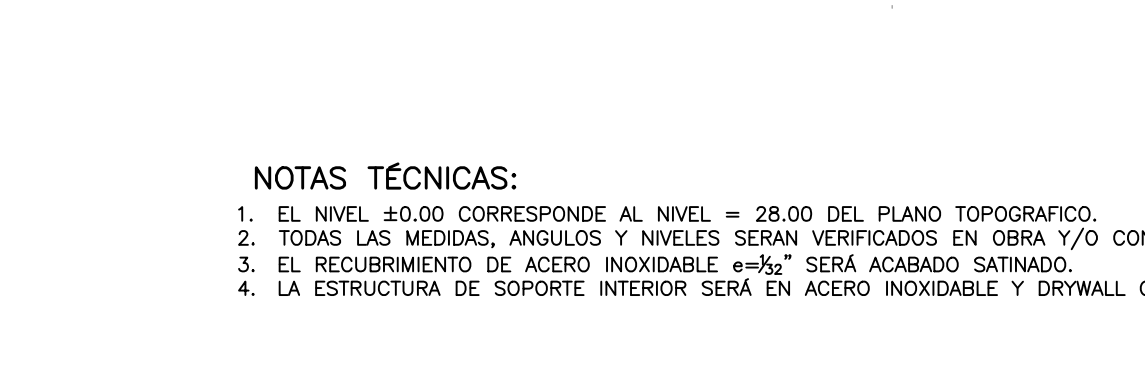 NOTAS TÉCNICAS:
1. EL NIVEL ±0.00 CORRESPONDE AL NIVEL = 28.00 DEL PLANO TOPOGRAFICO.
2. TODAS LAS MEDIDAS, ANGULOS Y NIVELES SERAN VERIFICADOS EN OBRA Y/O
3. EL RECUBRIMIENTO DE ACERO INOXIDABLE e=1/32" SERÁ ACABADO SATINADO.
4. LA ESTRUCTURA DE SOPORTE INTERIOR SERÁ EN ACERO INOXIDABLE Y DRYWALL